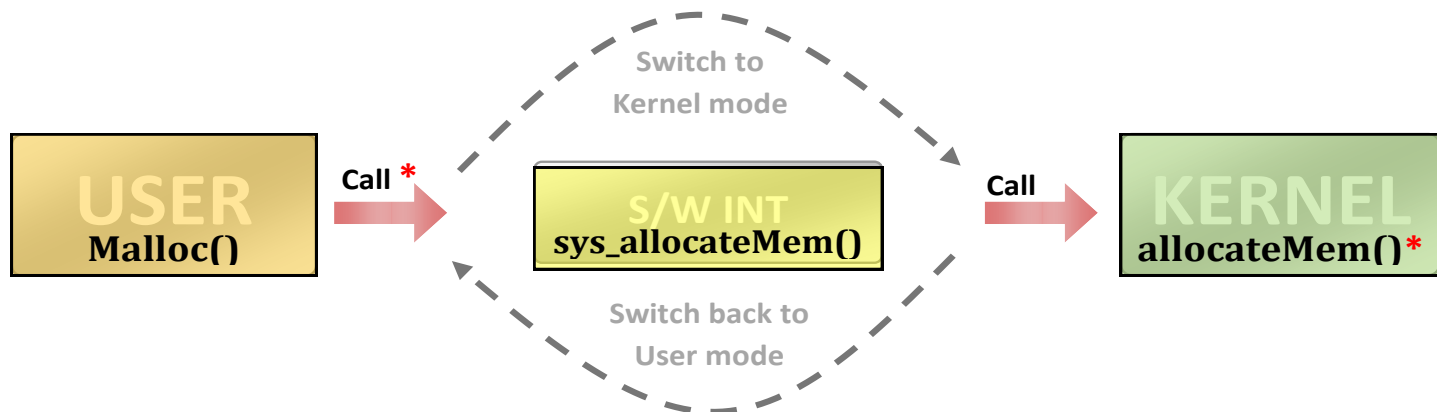 Switch to
Kernel mode
USER
Malloc()
Call *
S/W INT
sys_allocateMem()
Call
KERNEL
allocateMem()*
Switch back to
User mode